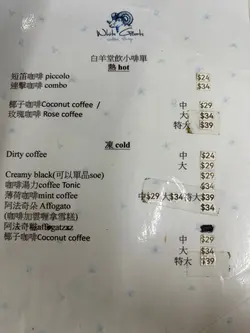 白羊堂飲小啡單
熱 hot
短笛咖啡 piccolo $24
連擊咖啡 combo $34
椰子咖啡Coconut coffee / 中 $29
玫瑰咖啡 Rose coffee 大 $34
特大 $39
凍 cold
Dirty coffee 中 $24
大 $29
Creamy black(可以單品soe) $29
咖啡湯力coffee Tonic $34
薄荷咖啡mint coffee 中$29 大$34特大$39
阿法奇朵 Affogato $34
(咖啡加雲喱拿雪糕)
椰子咖啡Coconut coffee 中 $29
大 $34
特大 $39